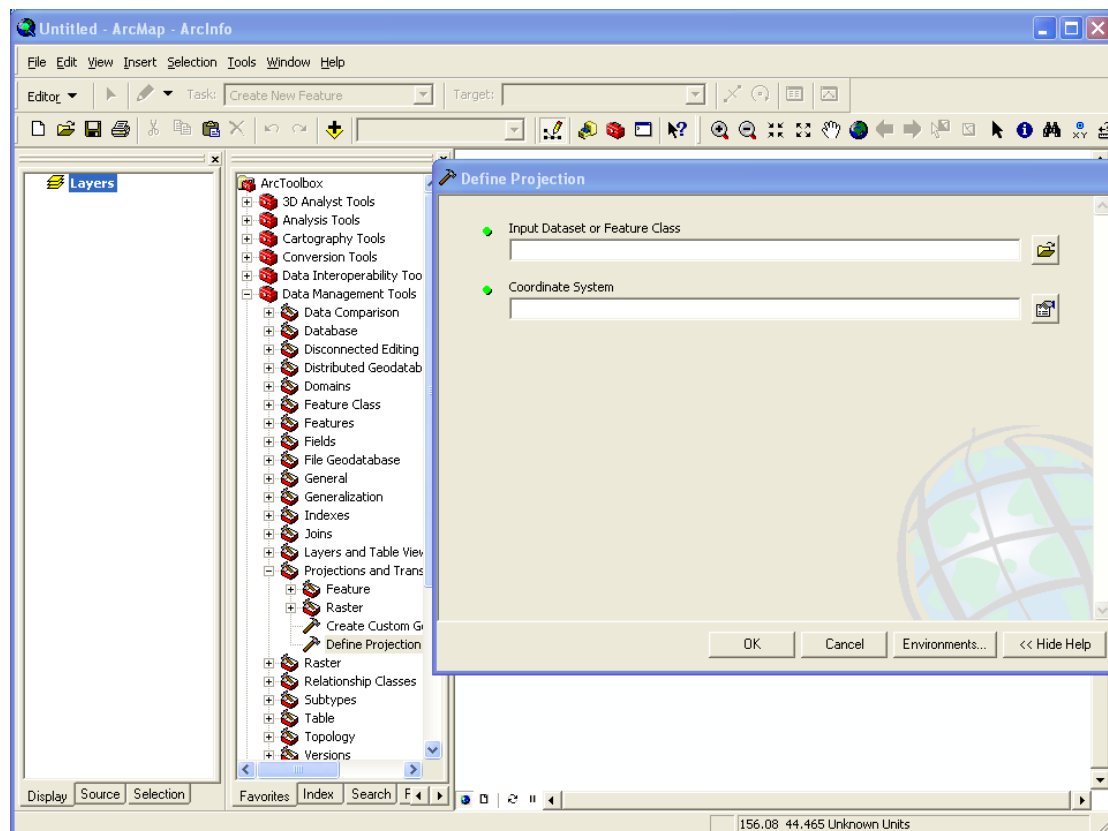 Untitled - ArcMap - ArcInfo
File Edit View Insert Selection Tools Window Help
Editor Task: Create New Feature Target:
Layers
ArcToolbox
3D Analyst Tools
Analysis Tools
Cartography Tools
Conversion Tools
Data Interoperability Too
Data Management Tools
Data Comparison
Database
Disconnected Editing
Distributed Geodatab
Domains
Feature Class
Features
Fields
File Geodatabase
General
Generalization
Indexes
Joins
Layers and Table View
Projections and Trans
Feature
Raster
Create Custom G
Define Projection
Raster
Relationship Classes
Subtypes
Table
Topology
Versions
Define Projection
Input Dataset or Feature Class
Coordinate System
OK Cancel Environments... << Hide Help
Display Source Selection
Favorites Index Search
156.08 44.465 Unknown Units